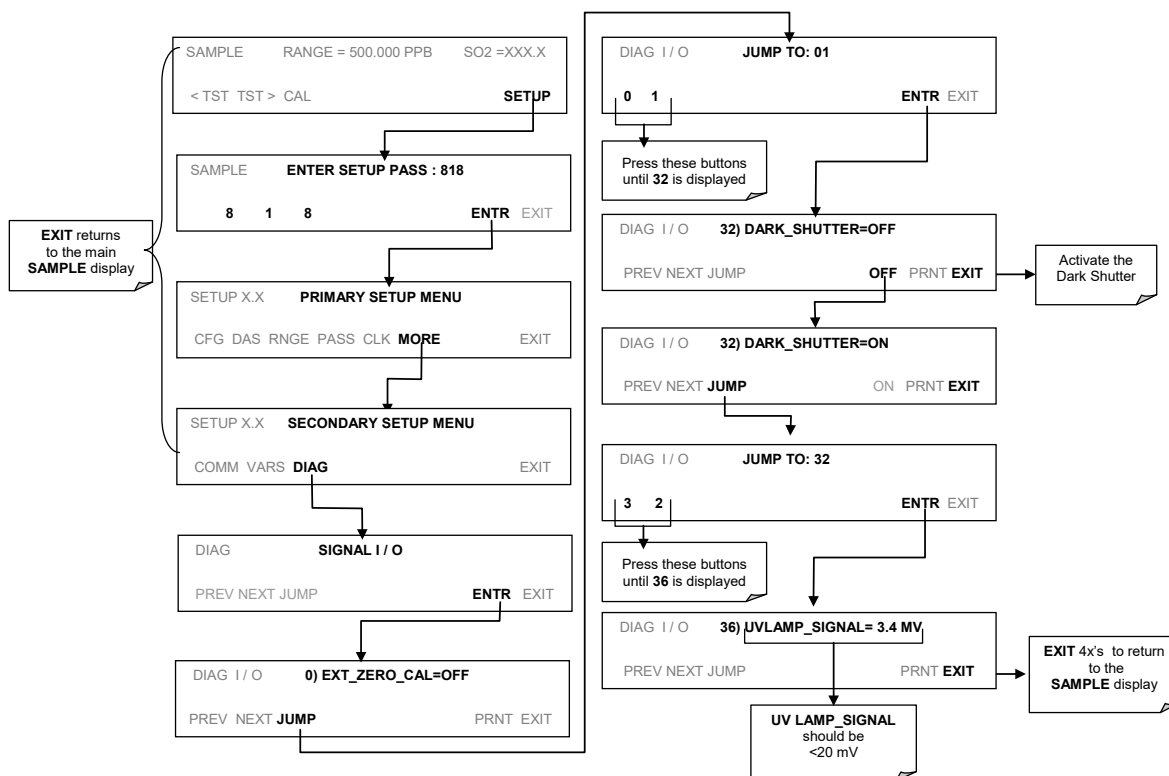 SAMPLE RANGE = 500.000 PPB SO2 =XXX.X
< TST TST > CAL SETUP
SAMPLE ENTER SETUP PASS : 818
8 1 8 ENTR EXIT
EXIT returns
to the main
SAMPLE display
SETUP X.X PRIMARY SETUP MENU
CFG DAS RNGE PASS CLK MORE EXIT
SETUP X.X SECONDARY SETUP MENU
COMM VARS DIAG EXIT
DIAG SIGNAL I / O
PREV NEXT JUMP ENTR EXIT
DIAG I / O 0) EXT_ZERO_CAL=OFF
PREV NEXT JUMP PRNT EXIT
DIAG I / O JUMP TO: 01
0 1 ENTR EXIT
Press these buttons
until 32 is displayed
DIAG I / O 32) DARK_SHUTTER=OFF
PREV NEXT JUMP OFF PRNT EXIT
Activate the
Dark Shutter
DIAG I / O 32) DARK_SHUTTER=ON
PREV NEXT JUMP ON PRNT EXIT
DIAG I / O JUMP TO: 32
3 2 ENTR EXIT
Press these buttons
until 36 is displayed
DIAG I / O 36) UVLAMP_SIGNAL= 3.4 MV
PREV NEXT JUMP PRNT EXIT
EXIT 4x's to return
to the
SAMPLE display
UV LAMP_SIGNAL
should be
<20 mV